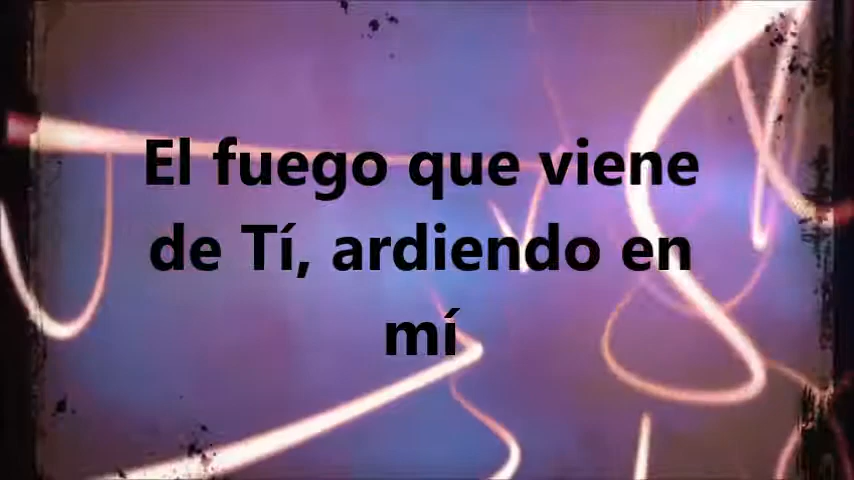 El fuego que viene
de Tí, ardiendo en
mí